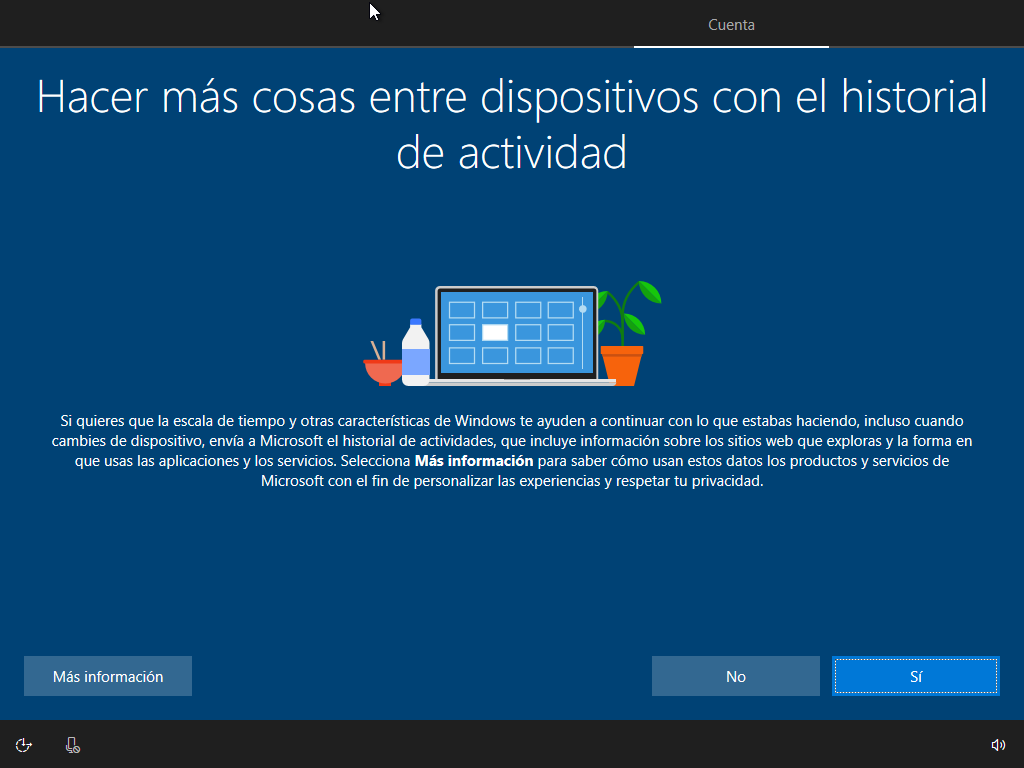 Cuenta
Hacer más cosas entre dispositivos con el historial
de actividad
Si quieres que la escala de tiempo y otras características de Windows te ayuden a continuar con lo que estabas haciendo, incluso cuando
cambies de dispositivo, envía a Microsoft el historial de actividades, que incluye información sobre los sitios web que exploras y la forma en
que usas las aplicaciones y los servicios. Selecciona Más información para saber cómo usan estos datos los productos y servicios de
Microsoft con el fin de personalizar las experiencias y respetar tu privacidad.
Más información
No
Sí